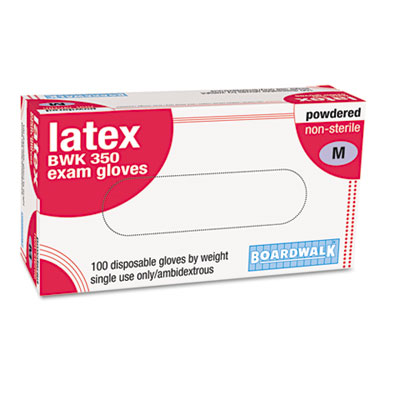 latex
BWK 350
exam gloves
powdered
non-sterile
M
100 disposable gloves by weight
single use only/ambidextrous
BOARDWALK
M